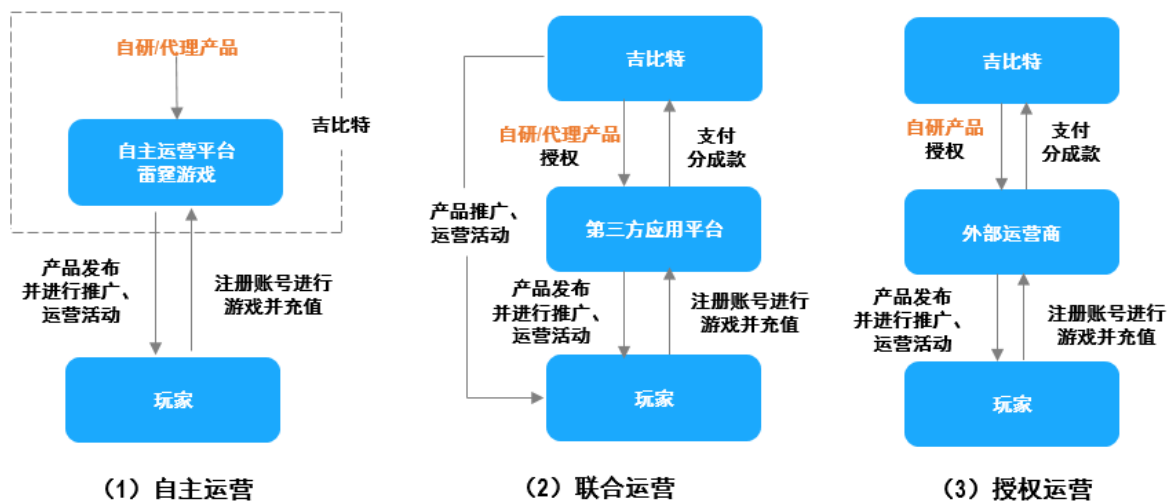 自研/代理产品
吉比特
自主运营平台
雷霆游戏
产品发布
并进行推广、
运营活动
注册账号进行
游戏并充值
玩家
（1）自主运营
吉比特
自研/代理产品
授权
支付
分成款
产品推广、
运营活动
第三方应用平台
产品发布
并进行推广、
运营活动
注册账号进行
游戏并充值
玩家
（2）联合运营
吉比特
自研产品
授权
支付
分成款
外部运营商
产品发布
并进行推广、
运营活动
注册账号进行
游戏并充值
玩家
（3）授权运营